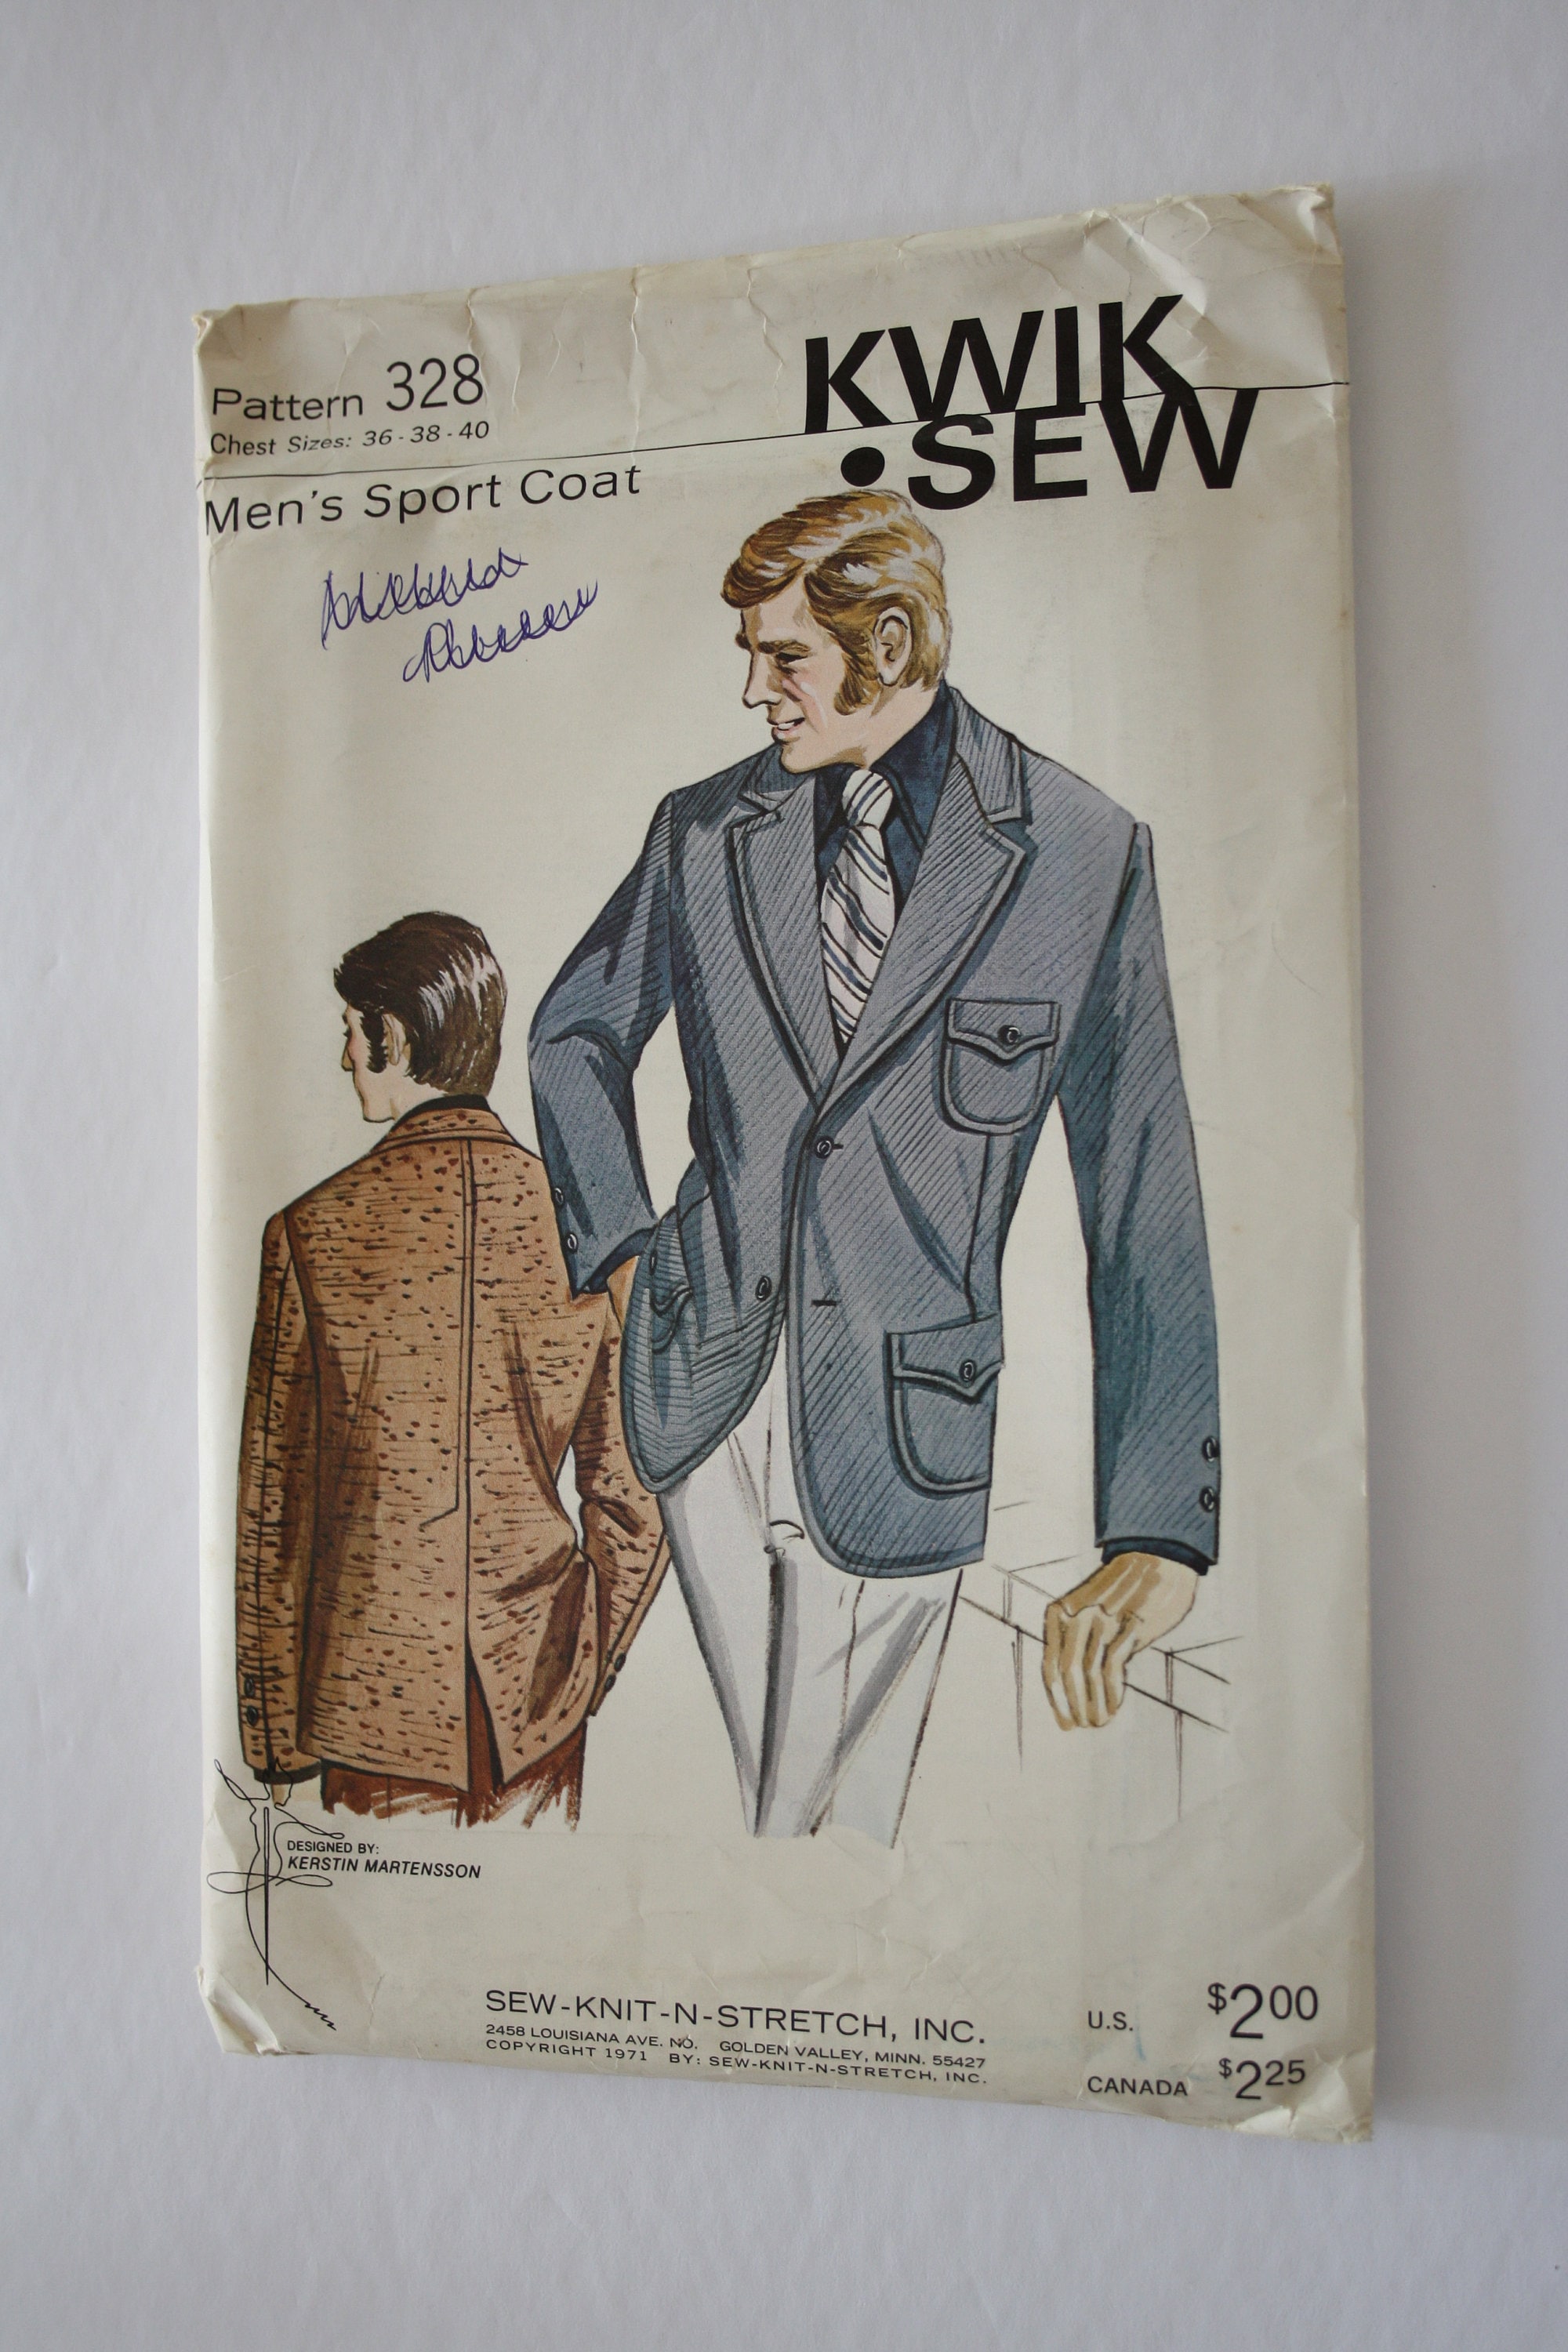 Pattern 328
Chest Sizes: 36-38-40
KWIK
•SEW
Men's Sport Coat
DESIGNED BY:
KERSTIN MARTENSSON
SEW-KNIT-N-STRETCH, INC.
2458 LOUISIANA AVE. NO. GOLDEN VALLEY, MINN. 55427
COPYRIGHT 1971 BY: SEW-KNIT-N-STRETCH, INC.
U.S. $2.00
CANADA $2.25